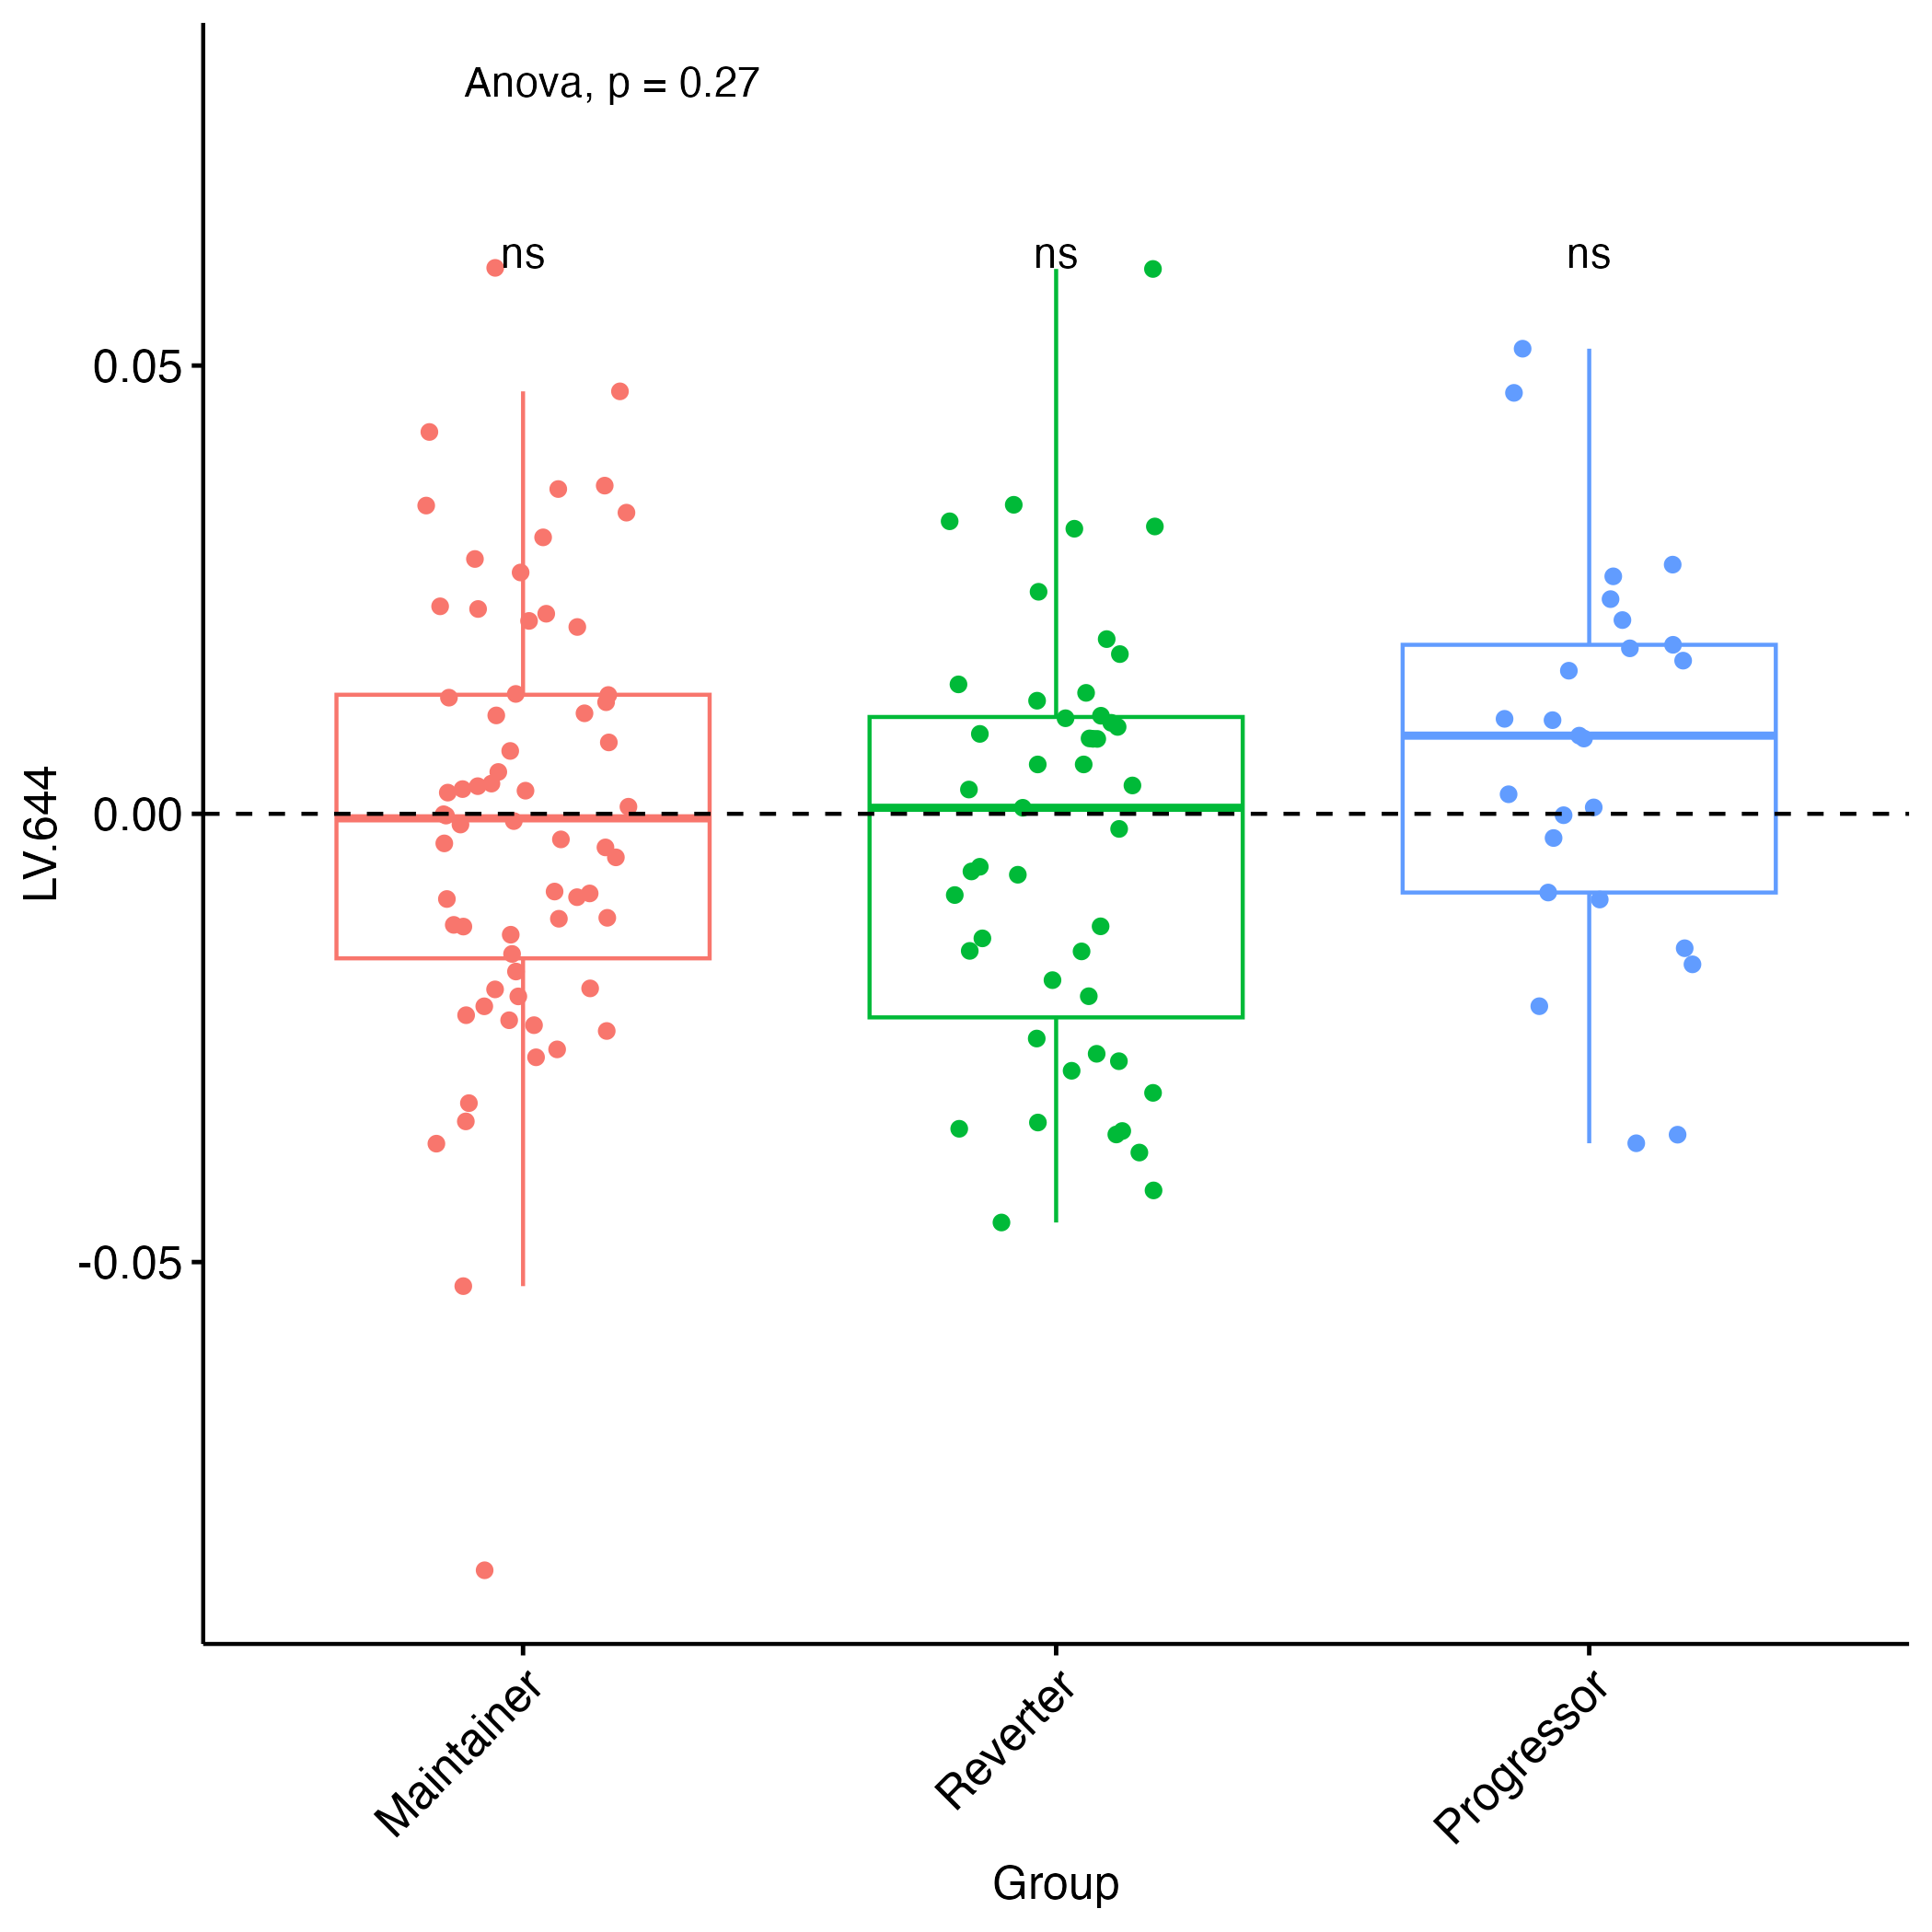 Anova, p = 0.27
ns ns ns
0.05
0.00
-0.05
LV.644
Maintainer
Reverter
Progressor
Group